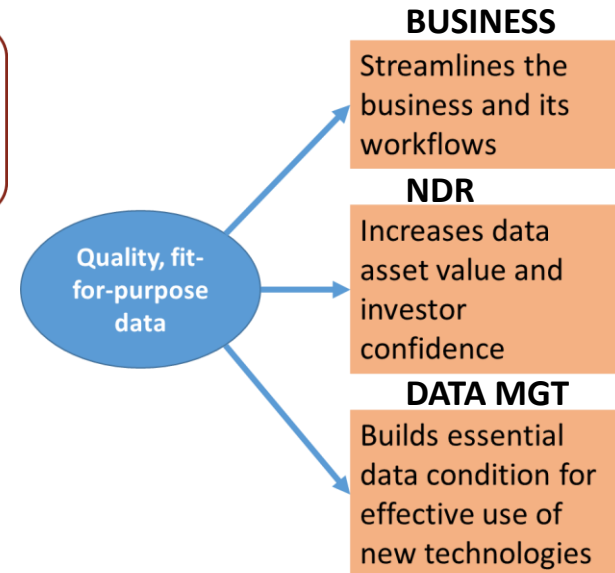 BUSINESS
Streamlines the
business and its
workflows
NDR
Increases data
asset value and
investor
confidence
Quality, fit-
for-purpose
data
DATA MGT
Builds essential
data condition for
effective use of
new technologies